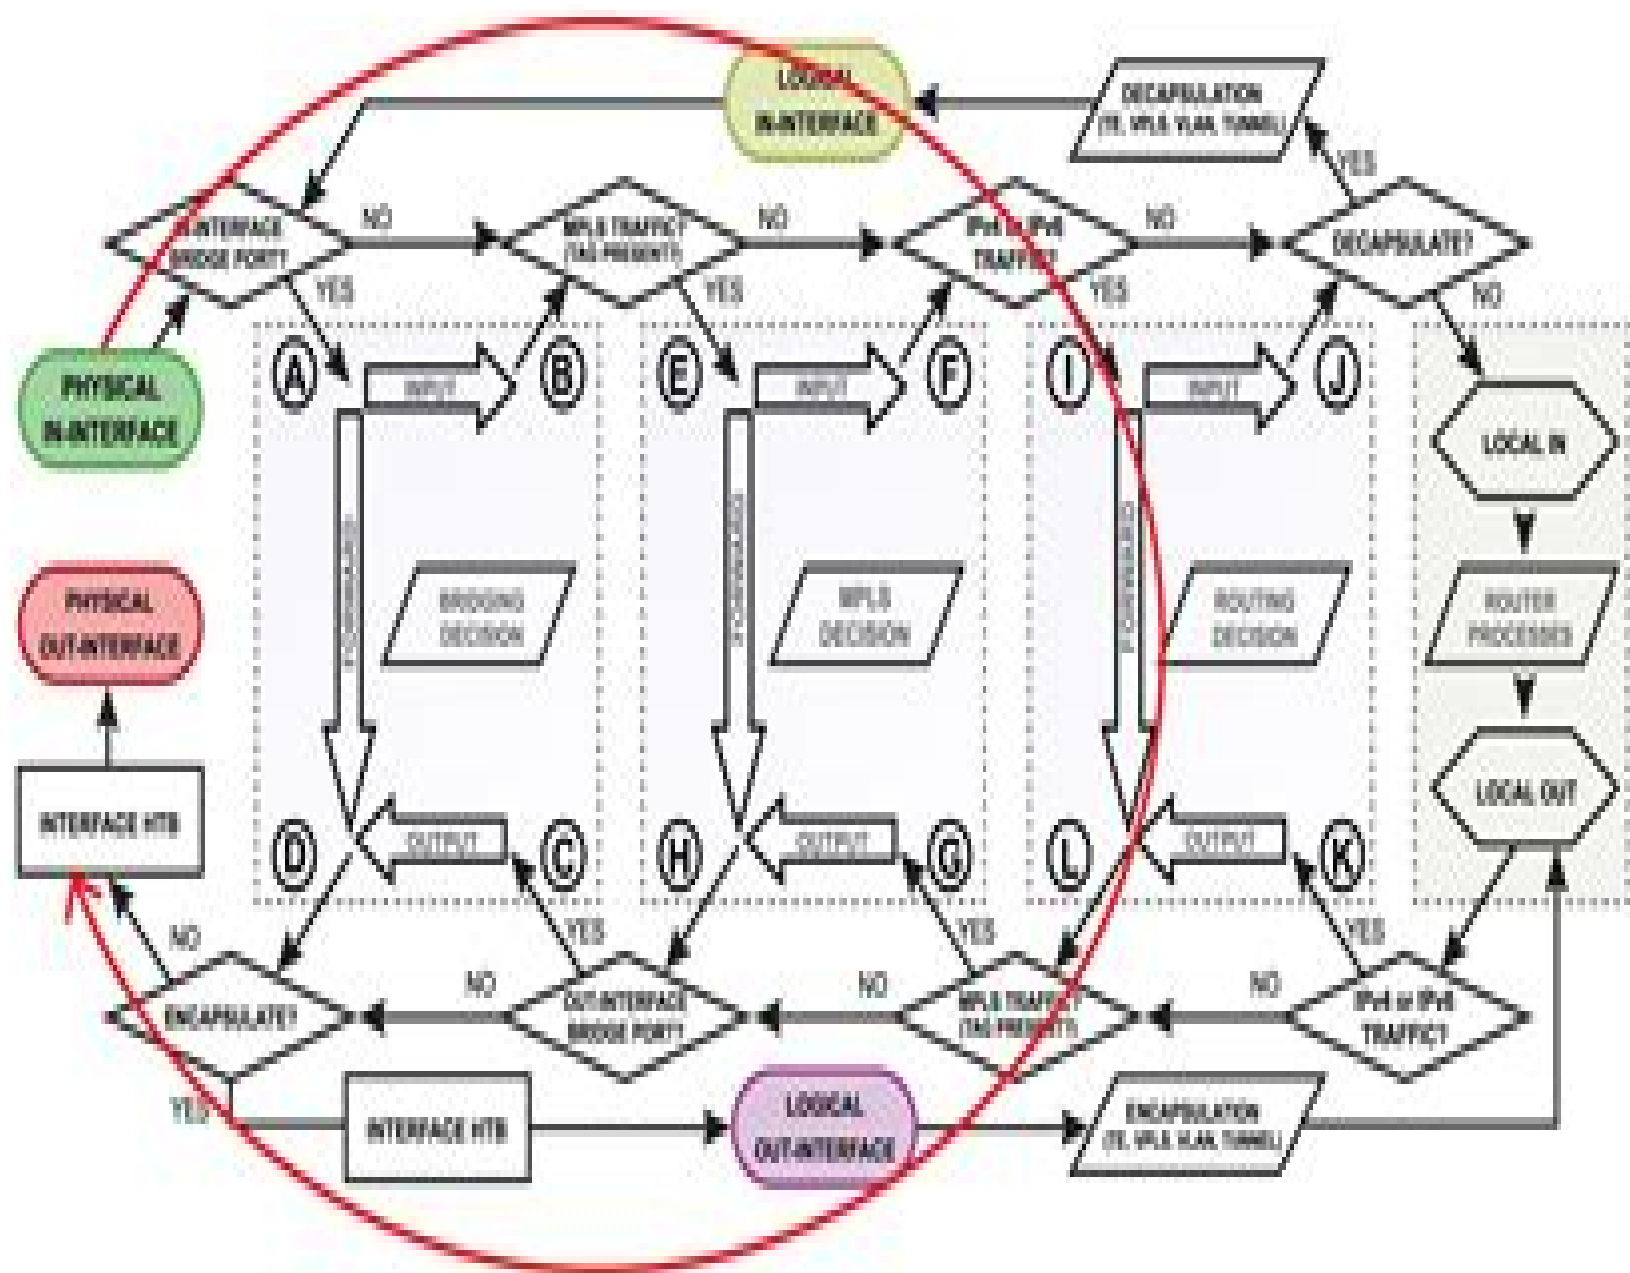 LOGICAL
IN-INTERFACE
DECAPSULATION
(TE, VPLS, VLAN, TUNNEL)
YES
IN-INTERFACE
BRIDGE PORT?
NO
MPLS TRAFFIC?
(TAG PRESENT?)
NO
IPv4 or IPv6
TRAFFIC?
NO
DECAPSULATE?
YES
YES
YES
NO
PHYSICAL
IN-INTERFACE
A
INPUT
B
E
INPUT
F
I
INPUT
J
LOCAL IN
FORWARD
FORWARD
FORWARD
PHYSICAL
OUT-INTERFACE
BRIDGING
DECISION
MPLS
DECISION
ROUTING
DECISION
ROUTER
PROCESSES
INTERFACE HTB
D
OUTPUT
C
H
OUTPUT
G
L
OUTPUT
K
LOCAL OUT
NO
YES
YES
YES
ENCAPSULATE?
NO
OUT-INTERFACE
BRIDGE PORT?
NO
MPLS TRAFFIC?
(TAG PRESENT?)
NO
IPv4 or IPv6
TRAFFIC?
YES
INTERFACE HTB
LOGICAL
OUT-INTERFACE
ENCAPSULATION
(TE, VPLS, VLAN, TUNNEL)